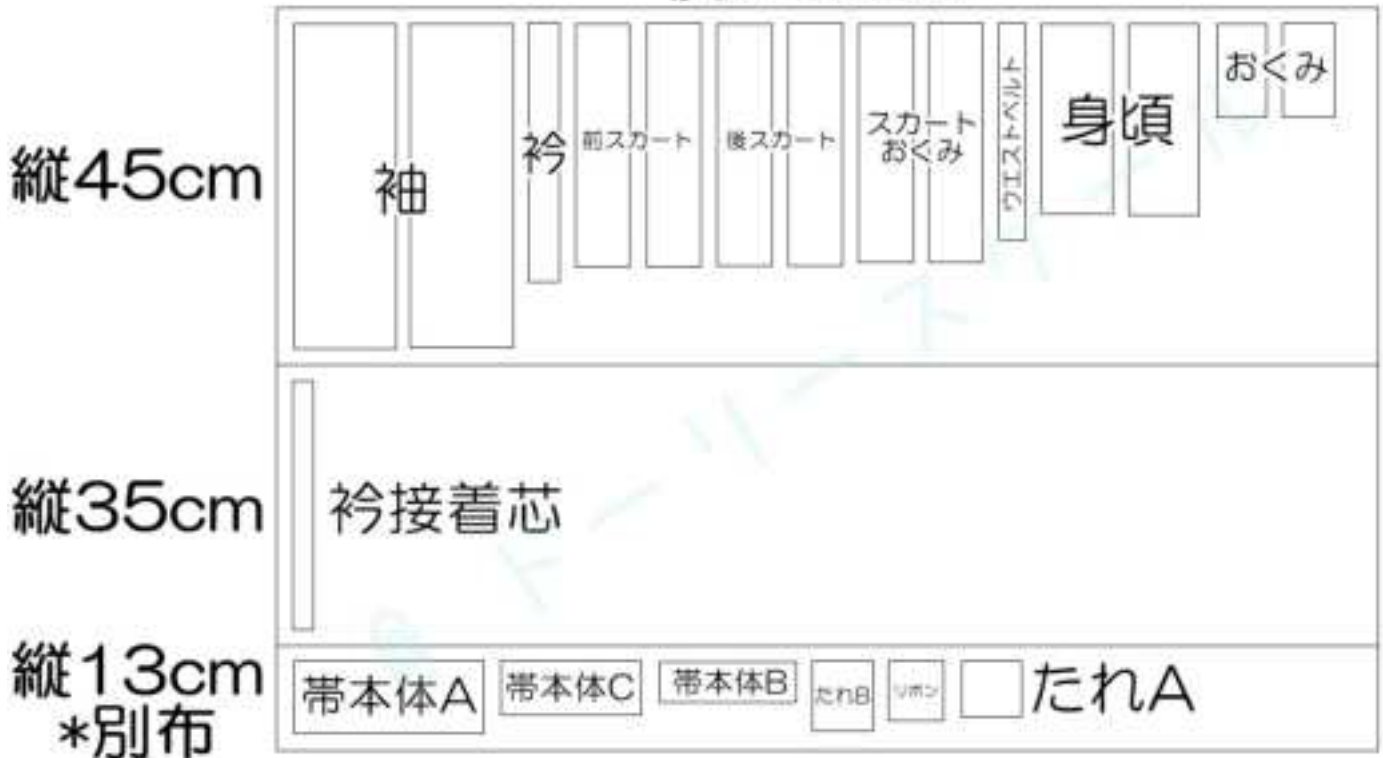 縦45cm
袖
衿
前スカート
後スカート
スカート
おくみ
ウエストベルト
身頃
おくみ
縦35cm
衿接着芯
縦13cm
*別布
帯本体A
帯本体C
帯本体B
たれB
リボン
たれA